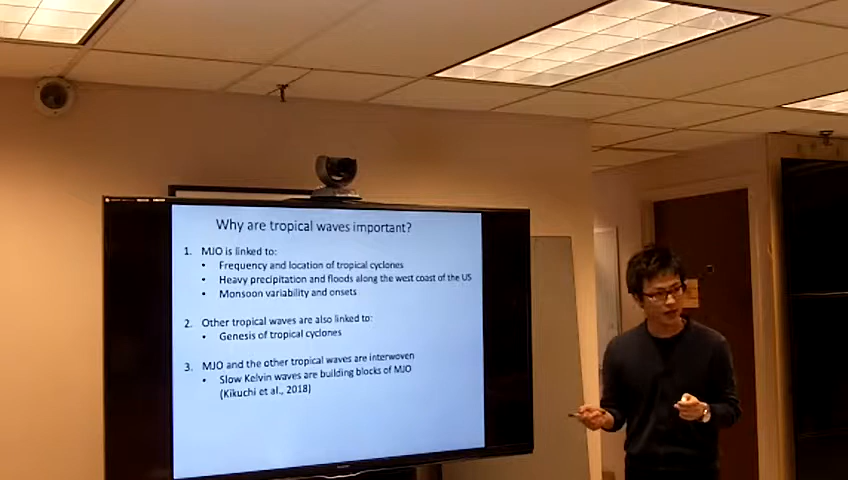 Why are tropical waves important?
1. MJO is linked to:
• Frequency and location of tropical cyclones
• Heavy precipitation and floods along the west coast of the US
• Monsoon variability and onsets
2. Other tropical waves are also linked to:
• Genesis of tropical cyclones
3. MJO and the other tropical waves are interwoven
• Slow Kelvin waves are building blocks of MJO
(Kikuchi et al., 2018)